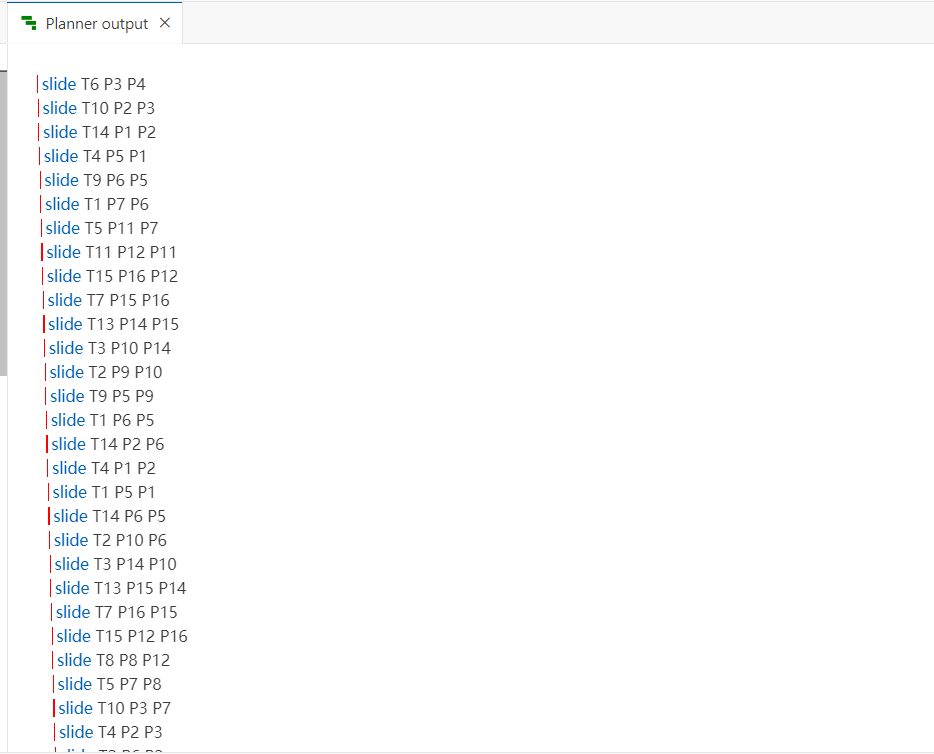 Planner output
slide T6 P3 P4
slide T10 P2 P3
slide T14 P1 P2
slide T4 P5 P1
slide T9 P6 P5
slide T1 P7 P6
slide T5 P11 P7
slide T11 P12 P11
slide T15 P16 P12
slide T7 P15 P16
slide T13 P14 P15
slide T3 P10 P14
slide T2 P9 P10
slide T9 P5 P9
slide T1 P6 P5
slide T14 P2 P6
slide T4 P1 P2
slide T1 P5 P1
slide T14 P6 P5
slide T2 P10 P6
slide T3 P14 P10
slide T13 P15 P14
slide T7 P16 P15
slide T15 P12 P16
slide T8 P8 P12
slide T5 P7 P8
slide T10 P3 P7
slide T4 P2 P3